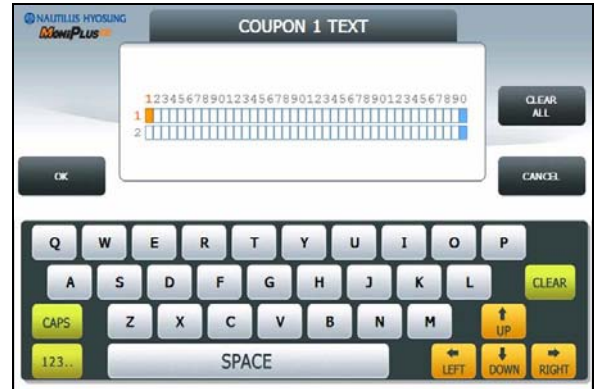 NAUTILUS HYOSUNG
MoniPlus
COUPON 1 TEXT
1234567890123456789012345678901234567890
1
2
CLEAR
ALL
OK
CANCEL
Q W E R T Y U I O P
A S D F G H J K L CLEAR
CAPS Z X C V B N M UP
123.. SPACE LEFT DOWN RIGHT